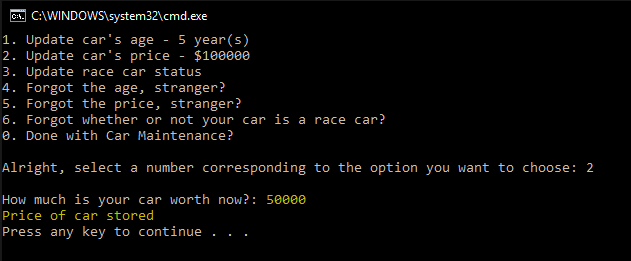 C:\WINDOWS\system32\cmd.exe
1. Update car's age - 5 year(s)
2. Update car's price - $100000
3. Update race car status
4. Forgot the age, stranger?
5. Forgot the price, stranger?
6. Forgot whether or not your car is a race car?
0. Done with Car Maintenance?
Alright, select a number corresponding to the option you want to choose: 2
How much is your car worth now?: 50000
Price of car stored
Press any key to continue . . .